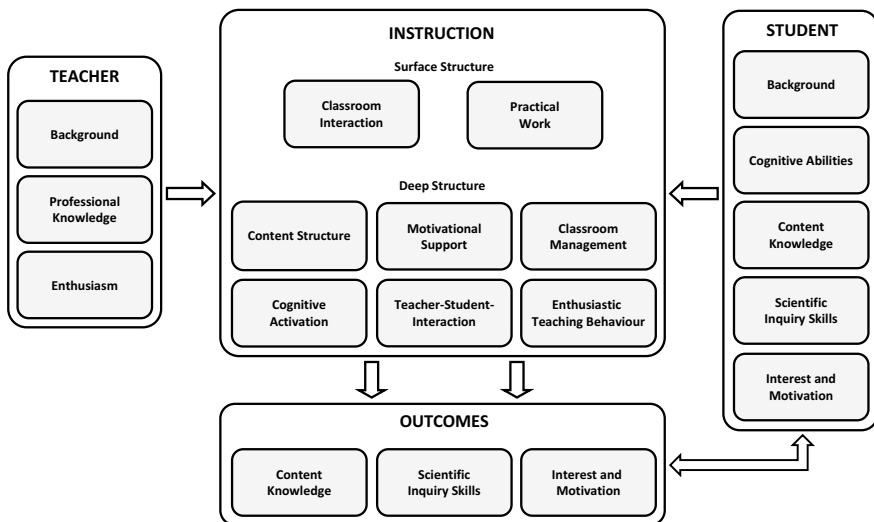 TEACHER
Background
Professional
Knowledge
Enthusiasm
INSTRUCTION
Surface Structure
Classroom
Interaction
Practical
Work
Deep Structure
Content Structure
Motivational
Support
Classroom
Management
Cognitive
Activation
Teacher-Student-
Interaction
Enthusiastic
Teaching Behaviour
STUDENT
Background
Cognitive Abilities
Content
Knowledge
Scientific
Inquiry Skills
Interest and
Motivation
OUTCOMES
Content
Knowledge
Scientific
Inquiry Skills
Interest and
Motivation